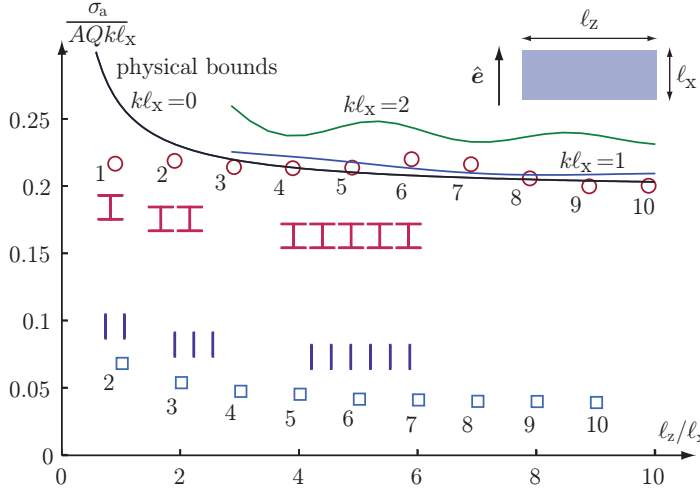 σₐ
AQkℓₓ
physical bounds
kℓₓ=0
kℓₓ=2
kℓₓ=1
ê
ℓ_z
ℓₓ
0.25
0.2
0.15
0.1
0.05
0
1 2 3 4 5 6 7 8 9 10
2 3 4 5 6 7 8 9 10
ℓ_z/ℓₓ
0 2 4 6 8 10